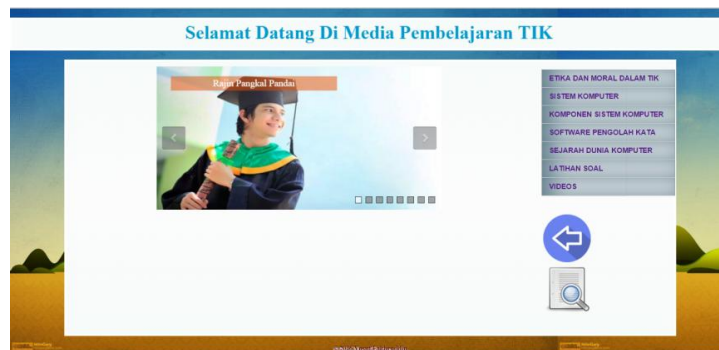 Selamat Datang Di Media Pembelajaran TIK
Rajin Pangkal Pandai
ETIKA DAN MORAL DALAM TIK
SISTEM KOMPUTER
KOMPONEN SISTEM KOMPUTER
SOFTWARE PENGOLAH KATA
SEJARAH DUNIA KOMPUTER
LATIHAN SOAL
VIDEOS